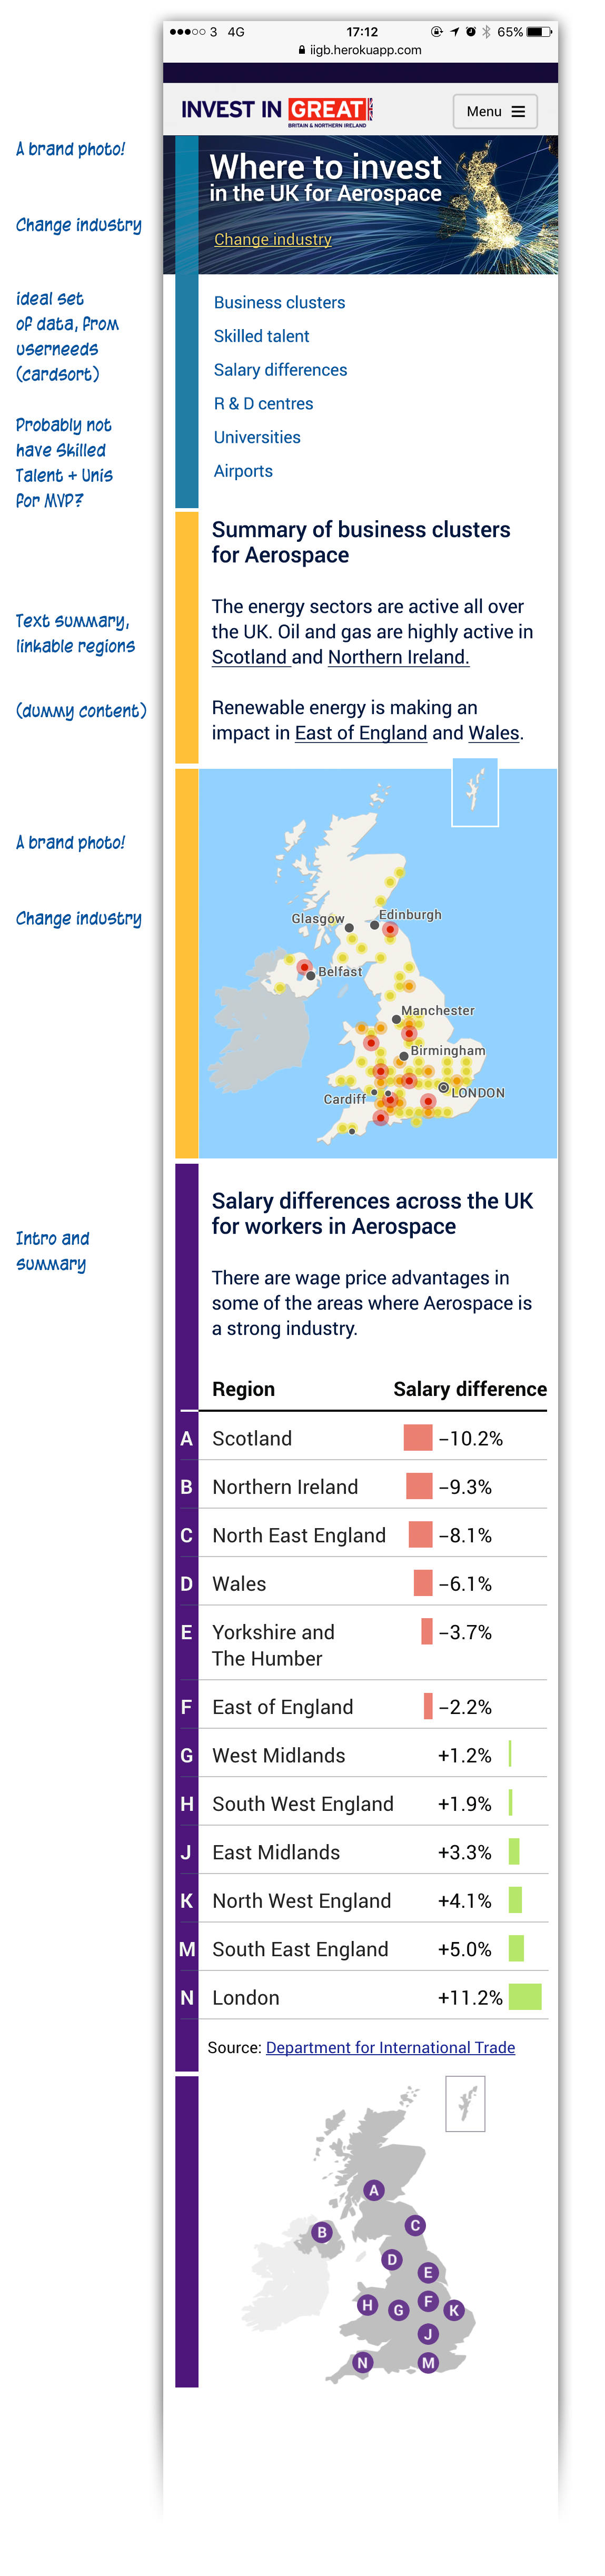 3 4G 17:12 65%
iigb.herokuapp.com
INVEST IN GREAT
BRITAIN & NORTHERN IRELAND
Menu
A brand photo!
Where to invest
in the UK for Aerospace
Change industry
Change industry
ideal set
of data, from
userneeds
(cardsort)
Business clusters
Skilled talent
Salary differences
R & D centres
Universities
Airports
Probably not
have Skilled
Talent + Unis
for MVP?
Summary of business clusters
for Aerospace
Text summary,
linkable regions
The energy sectors are active all over
the UK. Oil and gas are highly active in
Scotland and Northern Ireland.
(dummy content)
Renewable energy is making an
impact in East of England and Wales.
A brand photo!
Change industry
Glasgow
Edinburgh
Belfast
Manchester
Birmingham
Cardiff
LONDON
Intro and
summary
Salary differences across the UK
for workers in Aerospace
There are wage price advantages in
some of the areas where Aerospace is
a strong industry.
Region Salary difference
A Scotland –10.2%
B Northern Ireland –9.3%
C North East England –8.1%
D Wales –6.1%
E Yorkshire and –3.7%
The Humber
F East of England –2.2%
G West Midlands +1.2%
H South West England +1.9%
J East Midlands +3.3%
K North West England +4.1%
M South East England +5.0%
N London +11.2%
Source: Department for International Trade
A
B
C
D
E
H
G
F
K
J
N
M